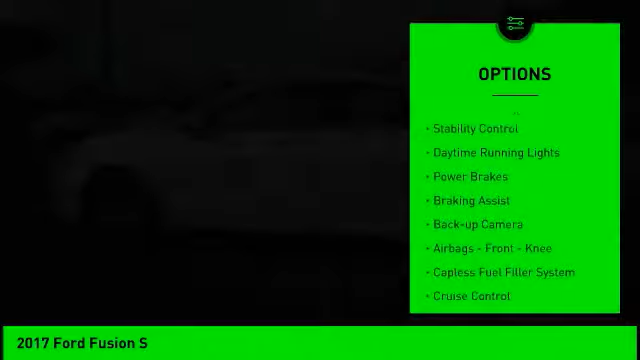 OPTIONS
• Stability Control
• Daytime Running Lights
• Power Brakes
• Braking Assist
• Back-up Camera
• Airbags - Front - Knee
• Capless Fuel Filler System
• Cruise Control
2017 Ford Fusion S